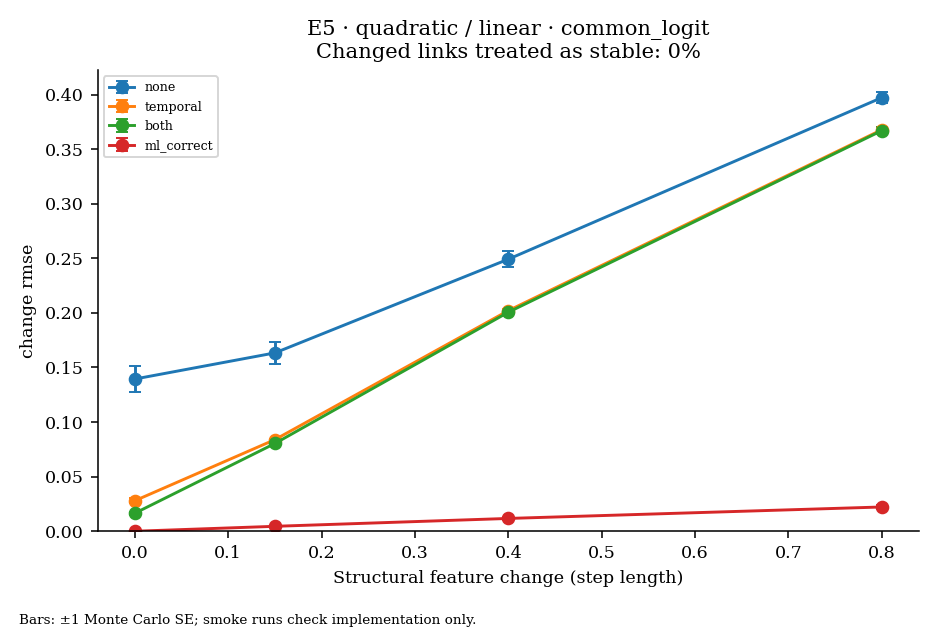 E5 · quadratic / linear · common_logit
Changed links treated as stable: 0%
none
temporal
both
ml_correct
change rmse
0.40
0.35
0.30
0.25
0.20
0.15
0.10
0.05
0.00
0.0 0.1 0.2 0.3 0.4 0.5 0.6 0.7 0.8
Structural feature change (step length)
Bars: ±1 Monte Carlo SE; smoke runs check implementation only.